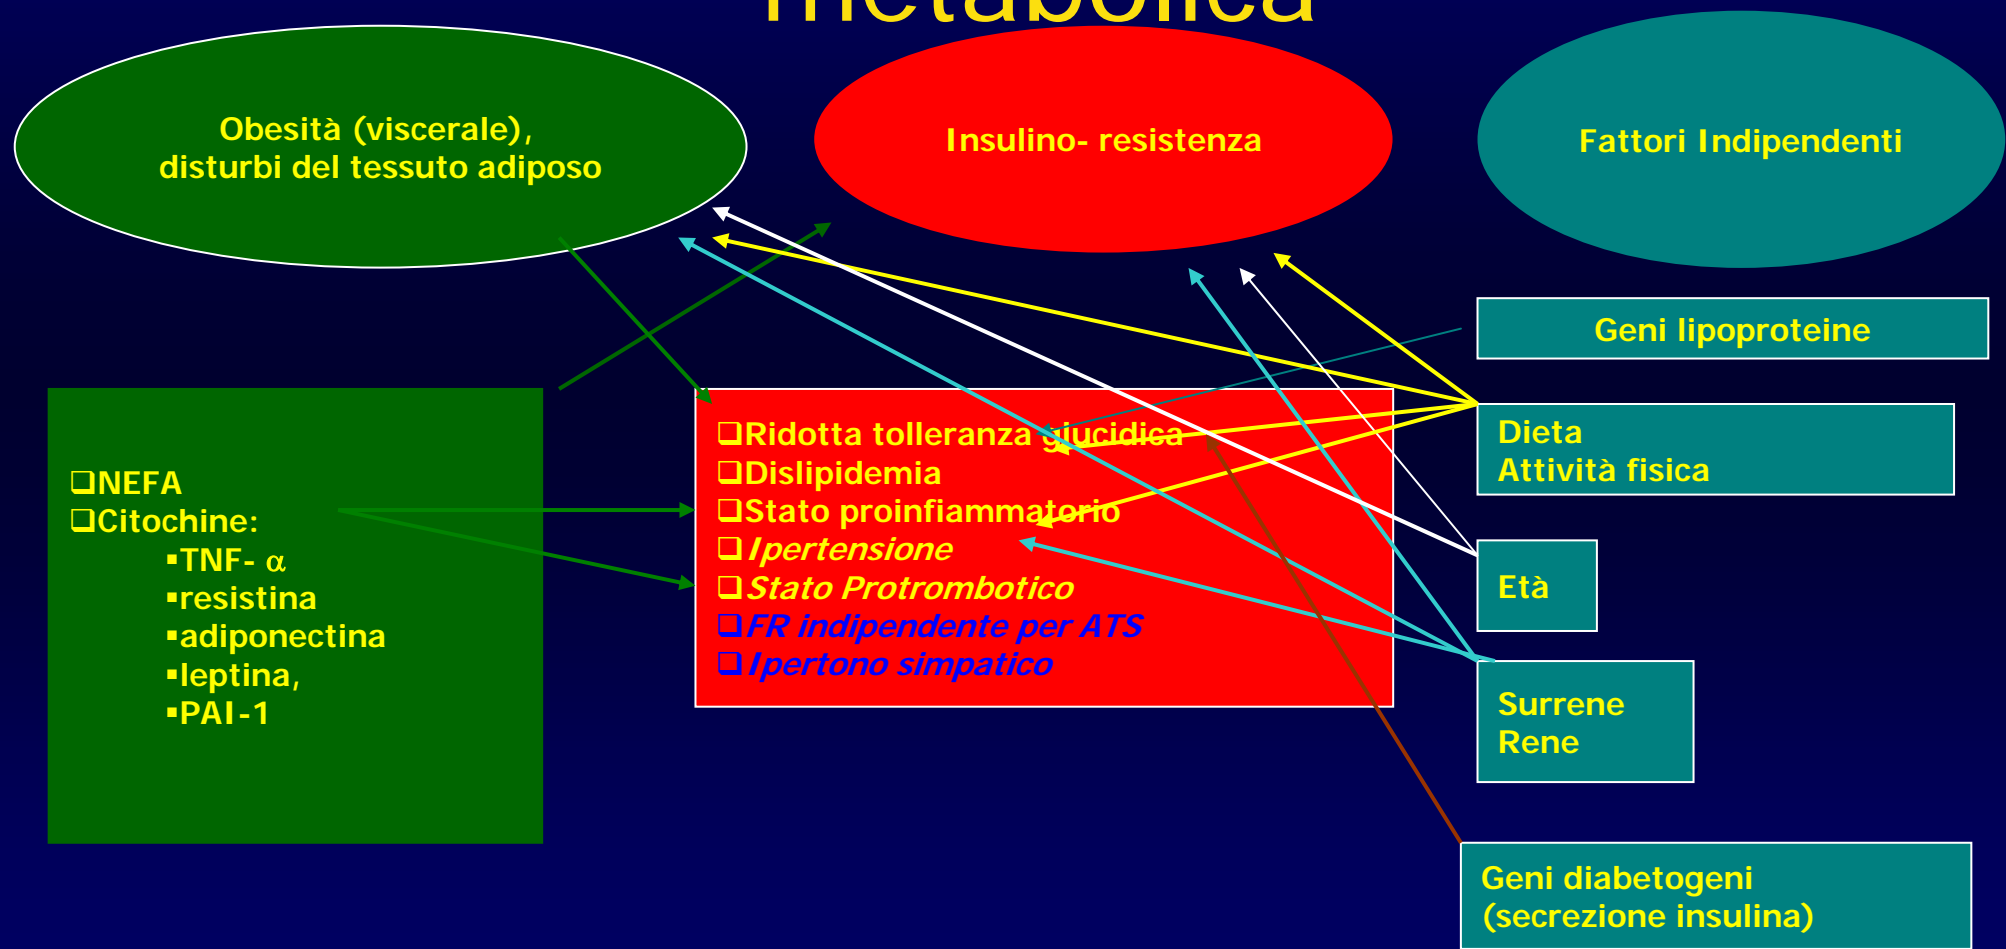 metabolica
Obesità (viscerale),
disturbi del tessuto adiposo
Insulino- resistenza
Fattori Indipendenti
Geni lipoproteine
❑NEFA
❑Citochine:
▪TNF- α
▪resistina
▪adiponectina
▪leptina,
▪PAI-1
❑Ridotta tolleranza glucidica
❑Dislipidemia
❑Stato proinfiammatorio
❑Ipertensione
❑Stato Protrombotico
❑FR indipendente per ATS
❑Ipertono simpatico
Dieta
Attività fisica
Età
Surrene
Rene
Geni diabetogeni
(secrezione insulina)